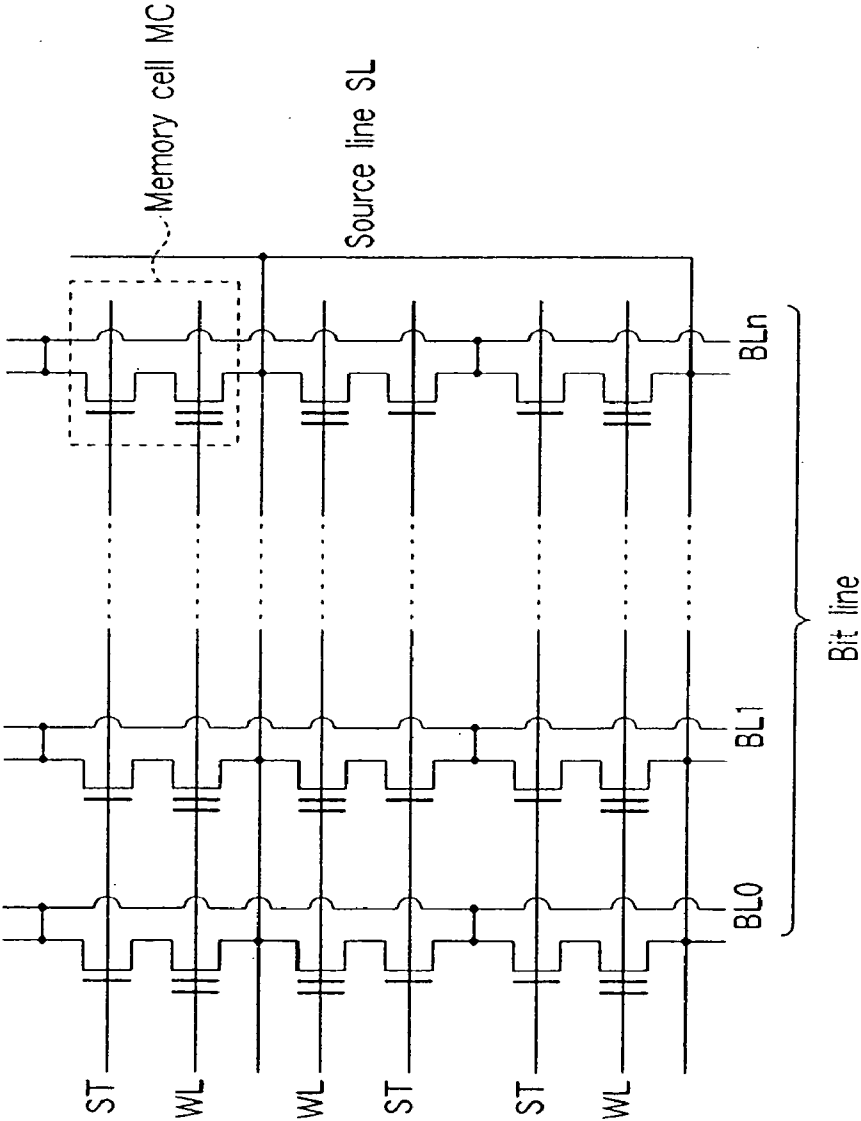 Memory cell MC
Source line SL
ST
WL
WL
ST
ST
WL
BL0
BL1
BLn
Bit line